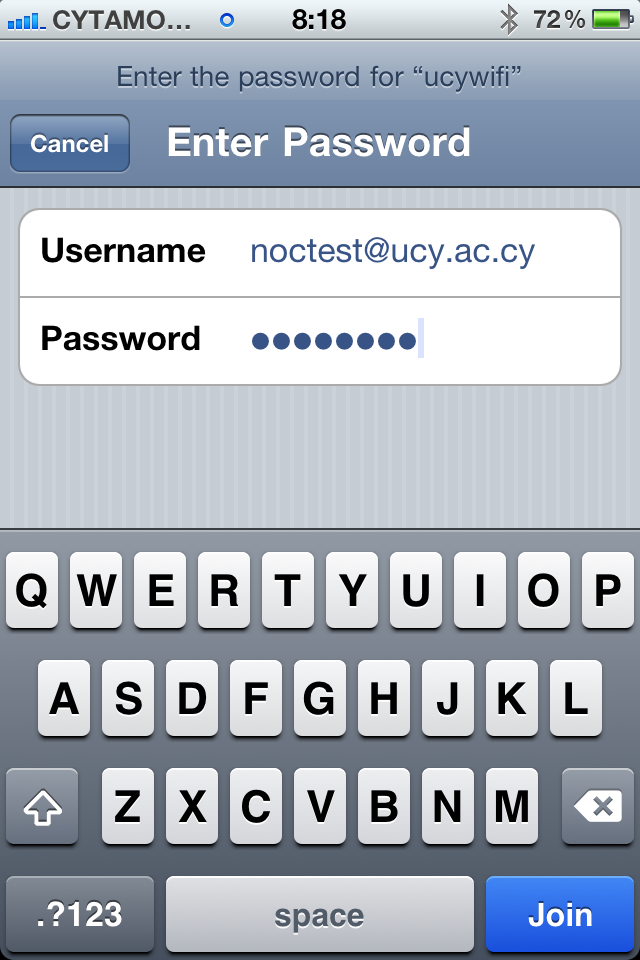 CYTAMO... 8:18 72%
Enter the password for “ucywifi”
Cancel Enter Password
Username noctest@ucy.ac.cy
Password ••••••••
Q W E R T Y U I O P
A S D F G H J K L
Z X C V B N M
.?123 space Join